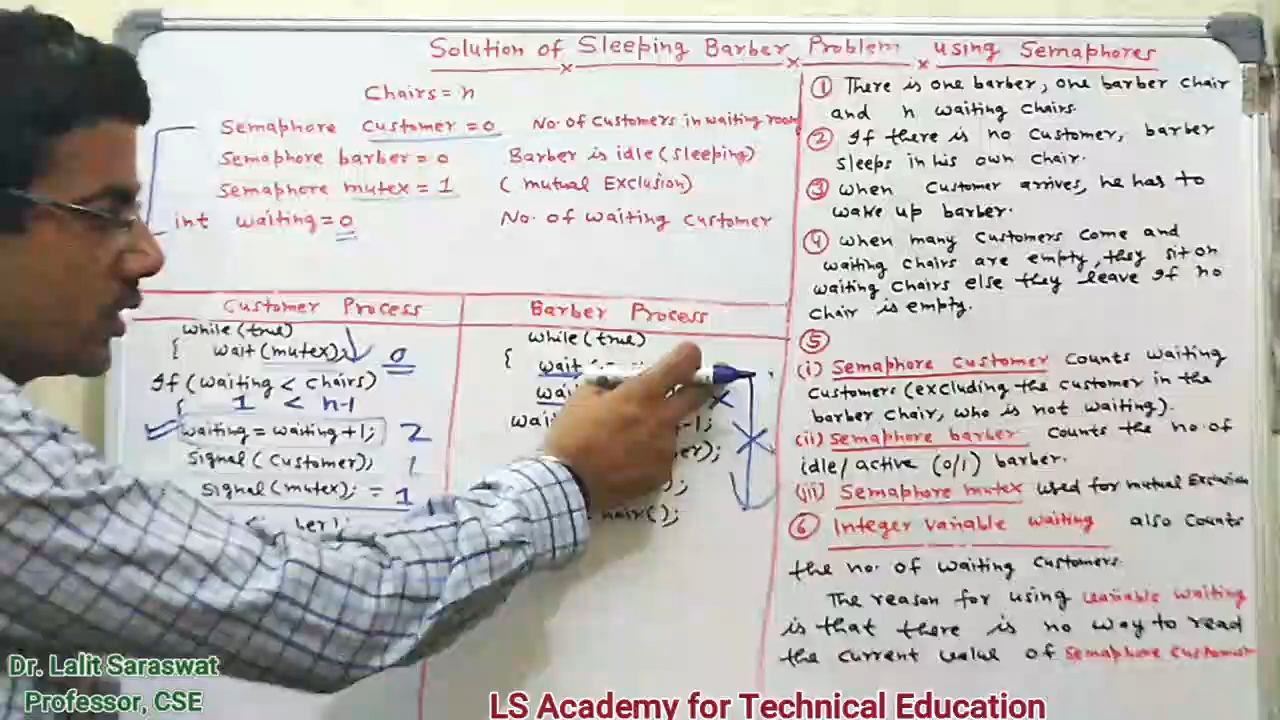 Solution of Sleeping Barber Problem using Semaphores
Chairs = n
Semaphore customer = 0 No. of customers in waiting room
Semaphore barber = 0 Barber is idle (sleeping)
Semaphore mutex = 1 (mutual Exclusion)
int waiting = 0 No. of waiting customer
Customer Process
while (true)
{ wait (mutex); 0
If (waiting < chairs)
{ 1 < n-1
waiting = waiting +1; 2
Signal (customer); 1
Signal (mutex); = 1
Barber Process
while (true)
{ wait
-1;
);
();
① There is one barber, one barber chair
and n waiting chairs.
② If there is no customer, barber
sleeps in his own chair.
③ When customer arrives, he has to
wake up barber.
④ When many customers come and
waiting chairs are empty, they sit on
waiting chairs else they leave if no
chair is empty.
⑤
(i) Semaphore customer counts waiting
customers (excluding the customer in the
barber chair, who is not waiting).
(ii) Semaphore barber counts the no. of
idle/active (0/1) barber.
(iii) Semaphore mutex used for mutual Exclusion
⑥ Integer variable waiting also counts
the no. of waiting customers.
The reason for using variable waiting
is that there is no way to read
the current value of semaphore customer
Dr. Lalit Saraswat
Professor, CSE
LS Academy for Technical Education